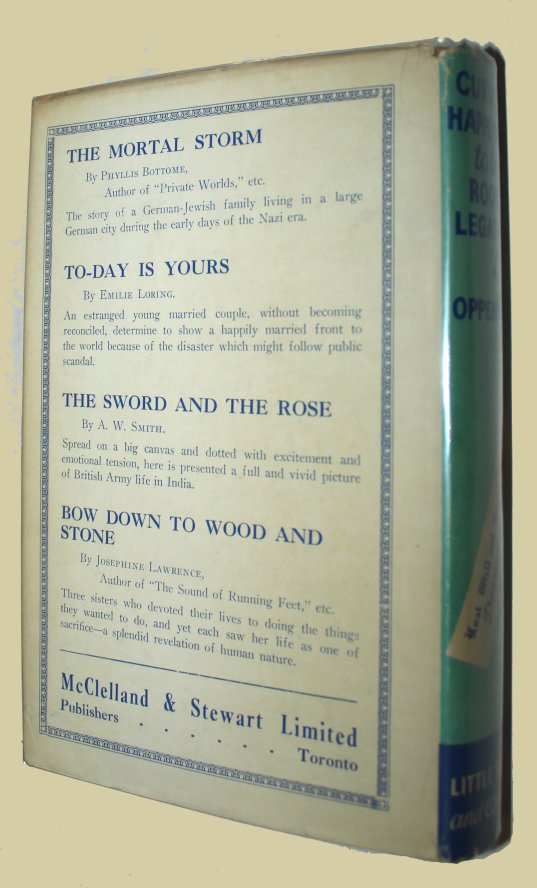 THE MORTAL STORM
By Phyllis Bottome,
Author of "Private Worlds," etc.
The story of a German-Jewish family living in a large
German city during the early days of the Nazi era.
TO-DAY IS YOURS
By Emilie Loring.
An estranged young married couple, without becoming
reconciled, determine to show a happily married front to
the world because of the disaster which might follow public
scandal.
THE SWORD AND THE ROSE
By A. W. Smith.
Spread on a big canvas and dotted with excitement and
emotional tension, here is presented a full and vivid picture
of British Army life in India.
BOW DOWN TO WOOD AND
STONE
By Josephine Lawrence,
Author of "The Sound of Running Feet," etc.
Three sisters who devoted their lives to doing the things
they wanted to do, and yet each saw her life as one of
sacrifice—a splendid revelation of human nature.
McClelland & Stewart Limited
Publishers . . . . . . Toronto
LITTLE
and